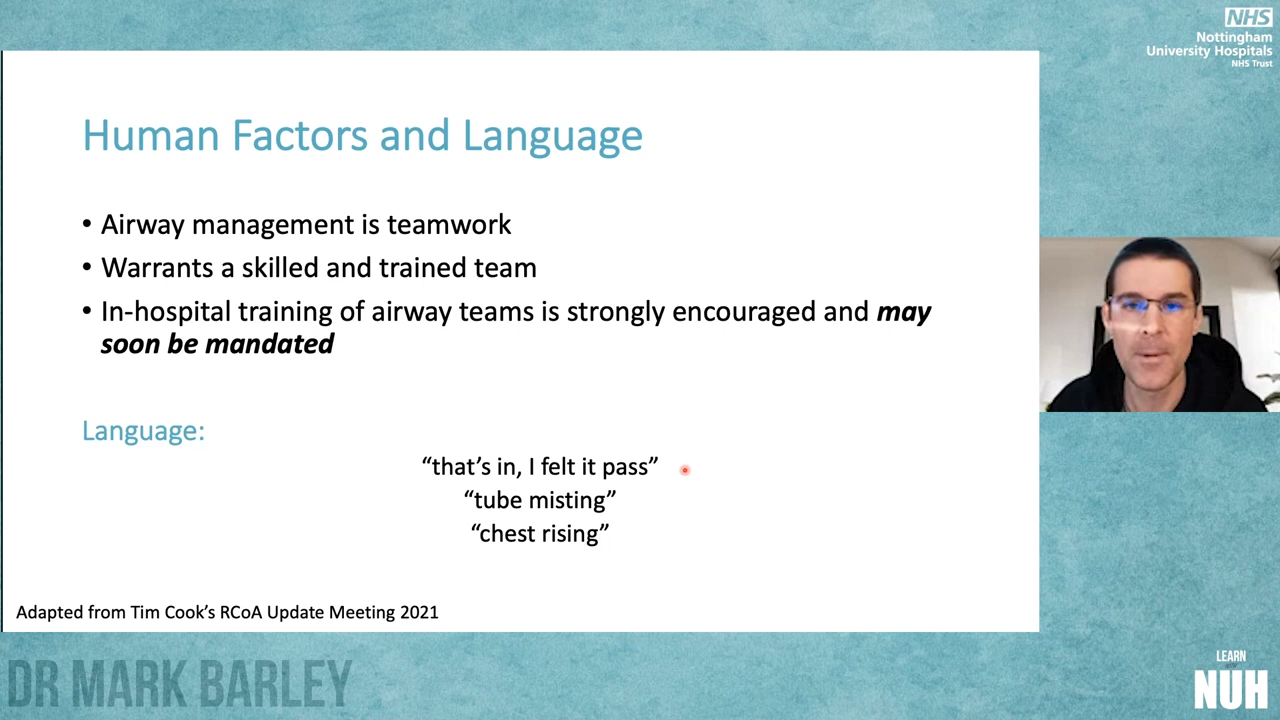 NHS
Nottingham
University Hospitals
NHS Trust
Human Factors and Language
• Airway management is teamwork
• Warrants a skilled and trained team
• In-hospital training of airway teams is strongly encouraged and may
soon be mandated
Language:
“that’s in, I felt it pass”
“tube misting”
“chest rising”
Adapted from Tim Cook’s RCoA Update Meeting 2021
DR MARK BARLEY
LEARN
NUH